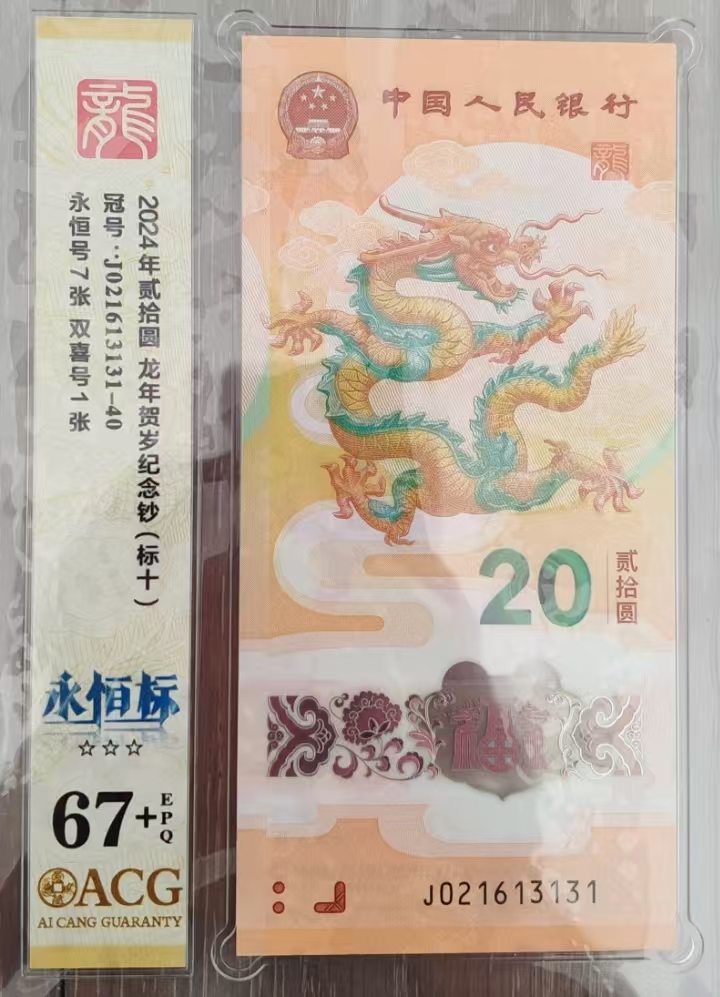 龍
2024年贰拾圆 龙年贺岁纪念钞(标十)
冠号:J021613131-40
永恒号7张 双喜号1张
永恒标
☆☆☆
67+EPQ
ACG
AI CANG GUARANTY
中国人民银行
龍
20
贰拾圆
J021613131